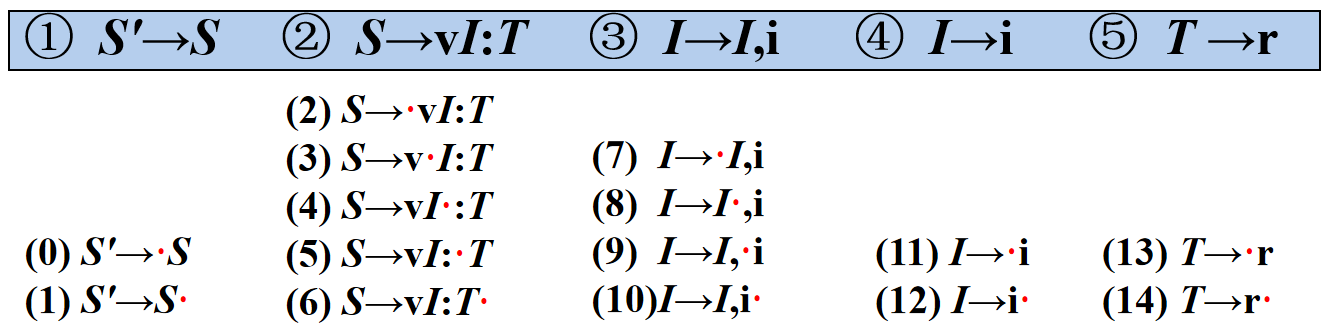 ① S'→S ② S→vI:T ③ I→I,i ④ I→i ⑤ T→r
(2) S→·vI:T
(3) S→v·I:T (7) I→·I,i
(4) S→vI·:T (8) I→I·,i
(0) S'→·S (5) S→vI:·T (9) I→I,·i (11) I→·i (13) T→·r
(1) S'→S· (6) S→vI:T· (10)I→I,i· (12) I→i· (14) T→r·